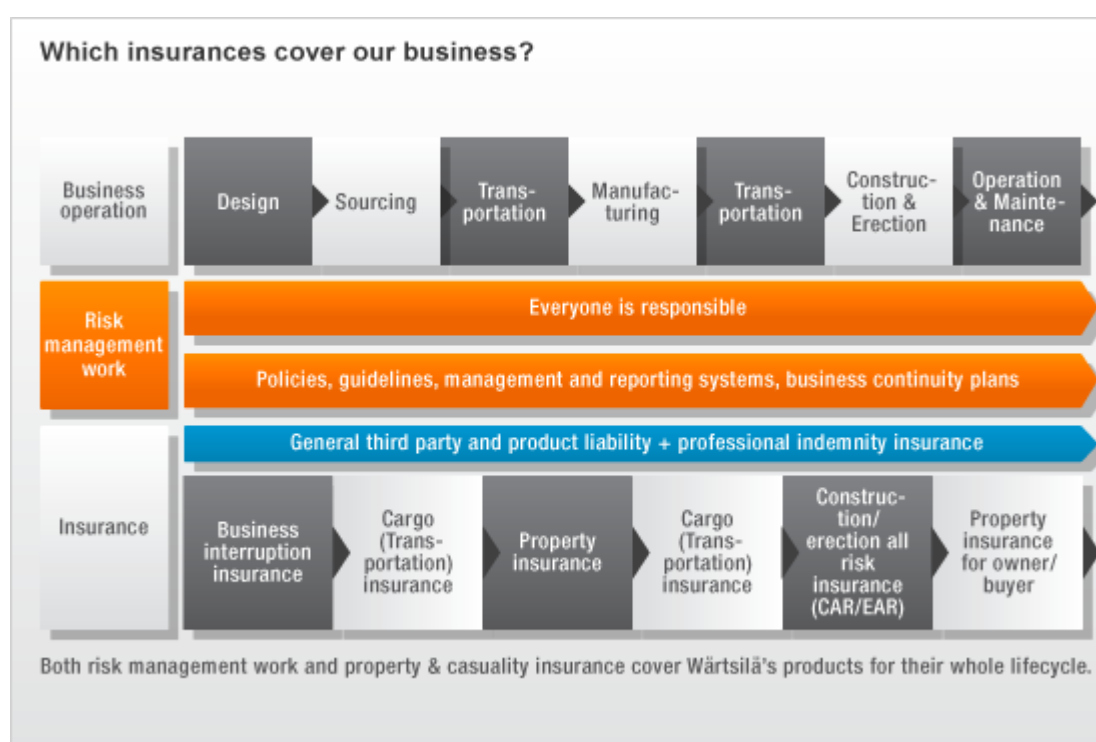 Which insurances cover our business?
Business
operation
Design
Sourcing
Trans-
portation
Manufac-
turing
Trans-
portation
Construc-
tion &
Erection
Operation
& Mainte-
nance
Risk
management
work
Everyone is responsible
Policies, guidelines, management and reporting systems, business continuity plans
Insurance
General third party and product liability + professional indemnity insurance
Business
interruption
insurance
Cargo
(Trans-
portation)
insurance
Property
insurance
Cargo
(Trans-
portation)
insurance
Construc-
tion/
erection all
risk
insurance
(CAR/EAR)
Property
insurance
for owner/
buyer
Both risk management work and property & casuality insurance cover Wärtsilä's products for their whole lifecycle.